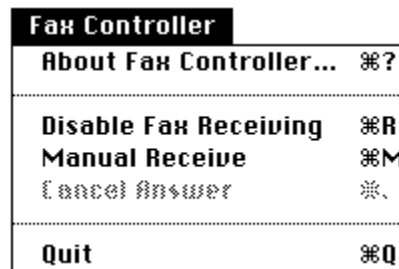 Fax Controller
About Fax Controller... ⌘?
Disable Fax Receiving ⌘R
Manual Receive ⌘M
Cancel Answer ⌘.
Quit ⌘Q